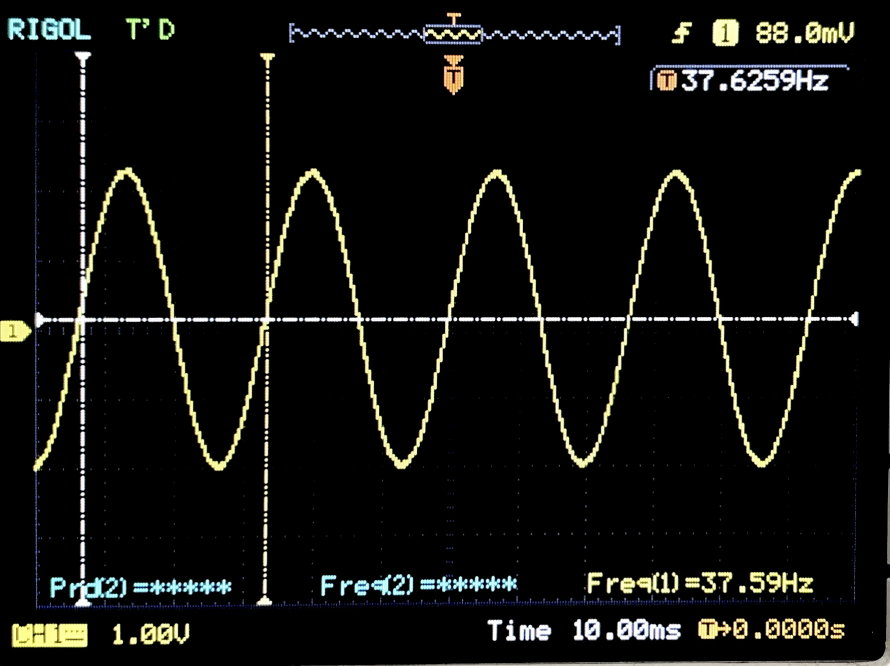 RIGOL T'D
T
1 88.0mV
T
T 37.6259Hz
1
Prd(2)=***** Freq(2)=***** Freq(1)=37.59Hz
CH1 1.00V Time 10.00ms T→0.0000s